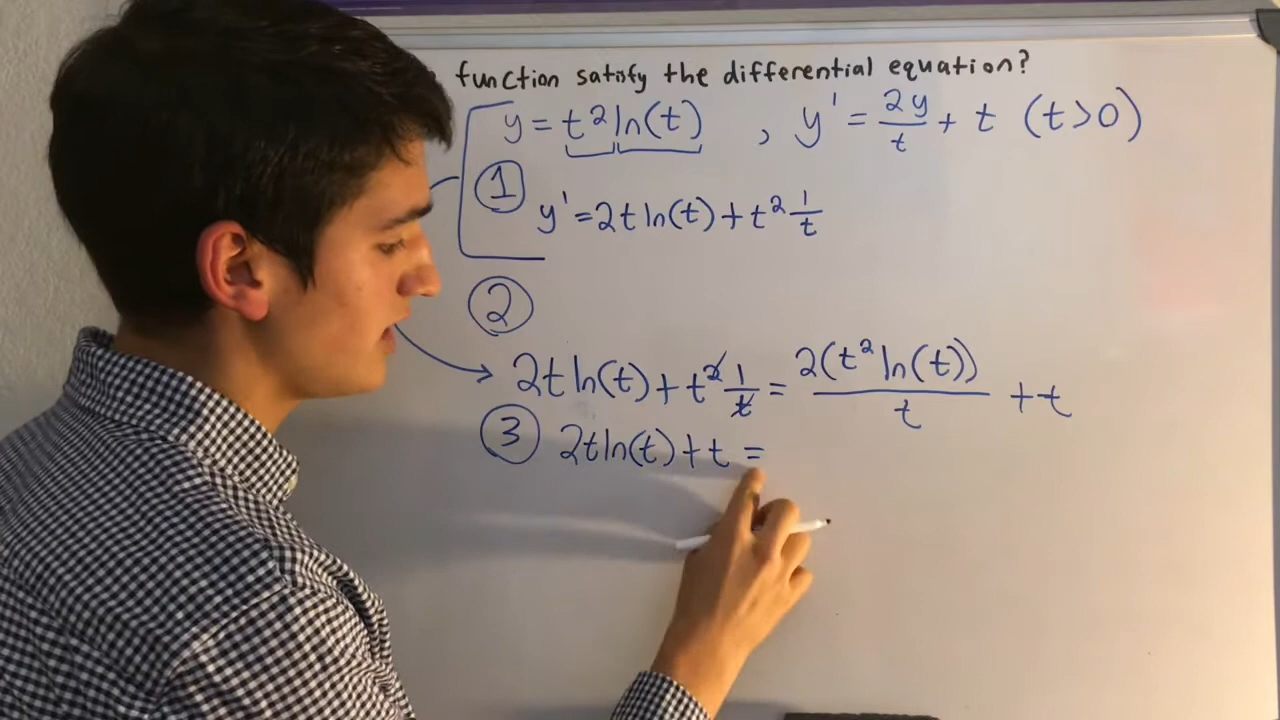 function satisfy the differential equation?
y = t² ln(t) , y' = 2y/t + t (t>0)
① y' = 2t ln(t) + t² 1/t
②
2t ln(t) + t² 1/t = 2(t² ln(t))/t + t
③ 2t ln(t) + t =